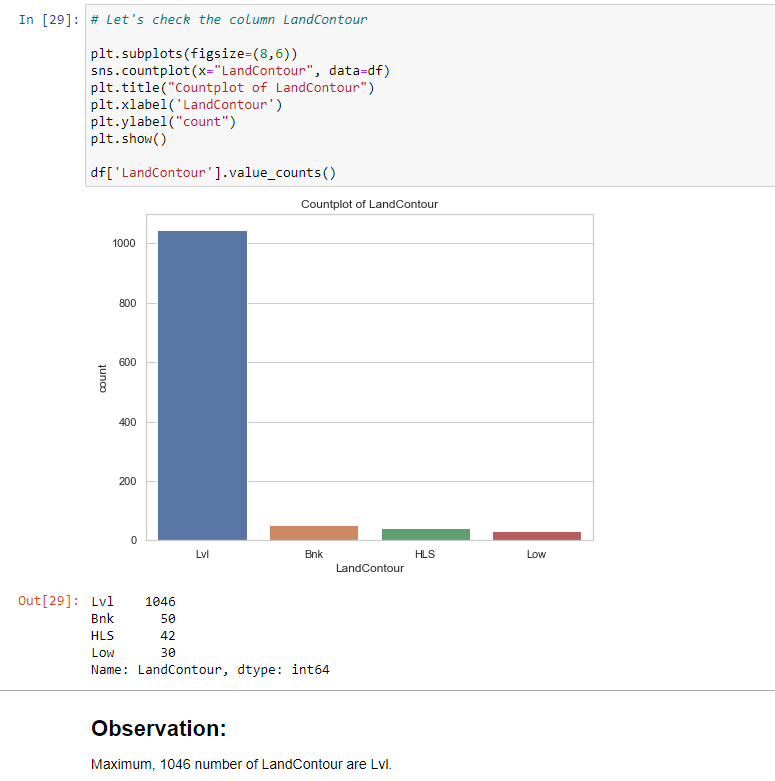 In [29]: # Let's check the column LandContour
plt.subplots(figsize=(8,6))
sns.countplot(x="LandContour", data=df)
plt.title("Countplot of LandContour")
plt.xlabel('LandContour')
plt.ylabel("count")
plt.show()
df['LandContour'].value_counts()
Countplot of LandContour
1000
800
600
400
200
0
count
Lvl Bnk HLS Low
LandContour
Out[29]: Lvl 1046
Bnk 50
HLS 42
Low 30
Name: LandContour, dtype: int64
Observation:
Maximum, 1046 number of LandContour are Lvl.